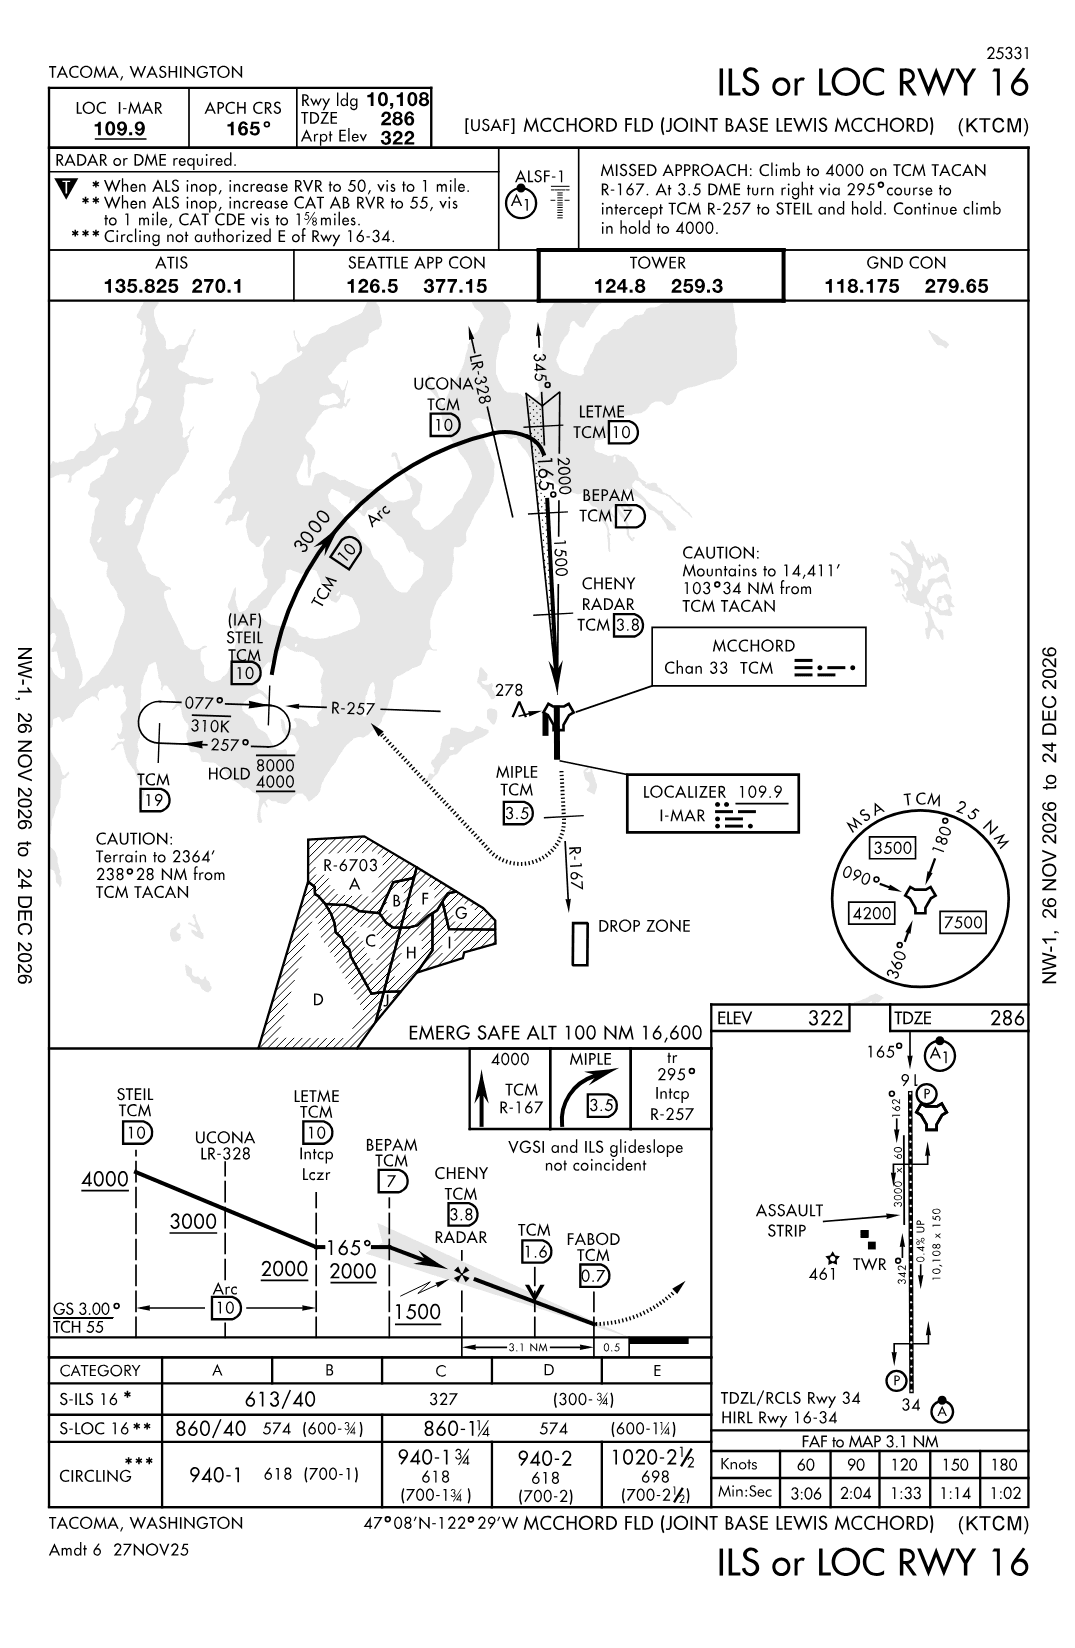 25331
TACOMA, WASHINGTON
ILS or LOC RWY 16
LOC I-MAR
109.9
APCH CRS
165°
Rwy ldg 10,108
TDZE 286
Arpt Elev 322
[USAF] MCCHORD FLD (JOINT BASE LEWIS MCCHORD) (KTCM)
RADAR or DME required.
T
* When ALS inop, increase RVR to 50, vis to 1 mile.
** When ALS inop, increase CAT AB RVR to 55, vis
to 1 mile, CAT CDE vis to 1⅝ miles.
*** Circling not authorized E of Rwy 16-34.
ALSF-1
A1
MISSED APPROACH: Climb to 4000 on TCM TACAN
R-167. At 3.5 DME turn right via 295° course to
intercept TCM R-257 to STEIL and hold. Continue climb
in hold to 4000.
ATIS
135.825 270.1
SEATTLE APP CON
126.5 377.15
TOWER
124.8 259.3
GND CON
118.175 279.65
LR-328
345°
UCONA
TCM
10
LETME
TCM 10
165°
2000
BEPAM
TCM 7
1500
3000
TCM 10 Arc
CAUTION:
Mountains to 14,411'
103°34 NM from
TCM TACAN
CHENY
RADAR
TCM 3.8
(IAF)
STEIL
TCM
10
MCCHORD
Chan 33 TCM
278
077°
310K
257°
R-257
HOLD 8000
4000
TCM
19
MIPLE
TCM
3.5
LOCALIZER 109.9
I-MAR
CAUTION:
Terrain to 2364'
238°28 NM from
TCM TACAN
R-167
DROP ZONE
R-6703
A
B
F
G
C
H
I
D
J
MSA TCM 25 NM
3500
180°
090°
4200
7500
360°
EMERG SAFE ALT 100 NM 16,600
NW-1, 26 NOV 2026 to 24 DEC 2026
NW-1, 26 NOV 2026 to 24 DEC 2026
ELEV 322
TDZE 286
165°
A1
16
P
162°
3000 x 60
ASSAULT
STRIP
0.4% UP
10,108 x 150
TWR
461
342°
P
34
A
TDZL/RCLS Rwy 34
HIRL Rwy 16-34
FAF to MAP 3.1 NM
Knots 60 90 120 150 180
Min:Sec 3:06 2:04 1:33 1:14 1:02
4000
TCM
R-167
MIPLE
3.5
tr
295°
Intcp
R-257
VGSI and ILS glideslope
not coincident
STEIL
TCM
10
UCONA
LR-328
LETME
TCM
10
Intcp
Lczr
BEPAM
TCM
7
CHENY
TCM
3.8
RADAR
TCM
1.6
FABOD
TCM
0.7
4000
3000
2000
165°
2000
1500
Arc
10
GS 3.00°
TCH 55
3.1 NM
0.5
CATEGORY A B C D E
S-ILS 16 * 613/40 327 (300-¾)
S-LOC 16 ** 860/40 574 (600-¾) 860-1¼ 574 (600-1¼)
CIRCLING *** 940-1 618 (700-1)
940-1¾
618
(700-1¾)
940-2
618
(700-2)
1020-2½
698
(700-2½)
TACOMA, WASHINGTON
Amdt 6 27NOV25
47°08'N-122°29'W MCCHORD FLD (JOINT BASE LEWIS MCCHORD) (KTCM)
ILS or LOC RWY 16